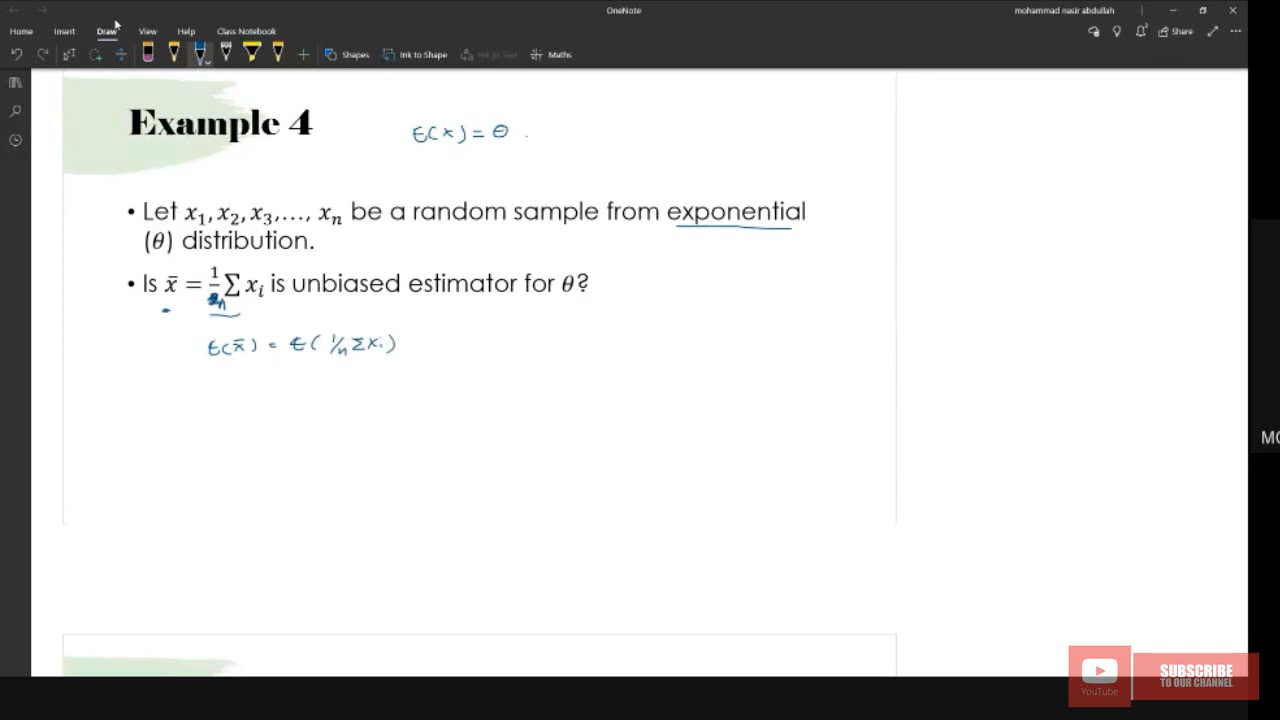 OneNote
mohammad nasir abdullah
Home Insert Draw View Help Class Notebook
Share
Shapes Ink to Shape Ink to Text Maths
Example 4
E(x) = θ
• Let x₁, x₂, x₃,…, xₙ be a random sample from exponential
(θ) distribution.
• Is x̄ = 1/n ∑ xᵢ is unbiased estimator for θ?
E(x̄) = E( 1/n Σxᵢ)
MO
YouTube
SUBSCRIBE
TO OUR CHANNEL